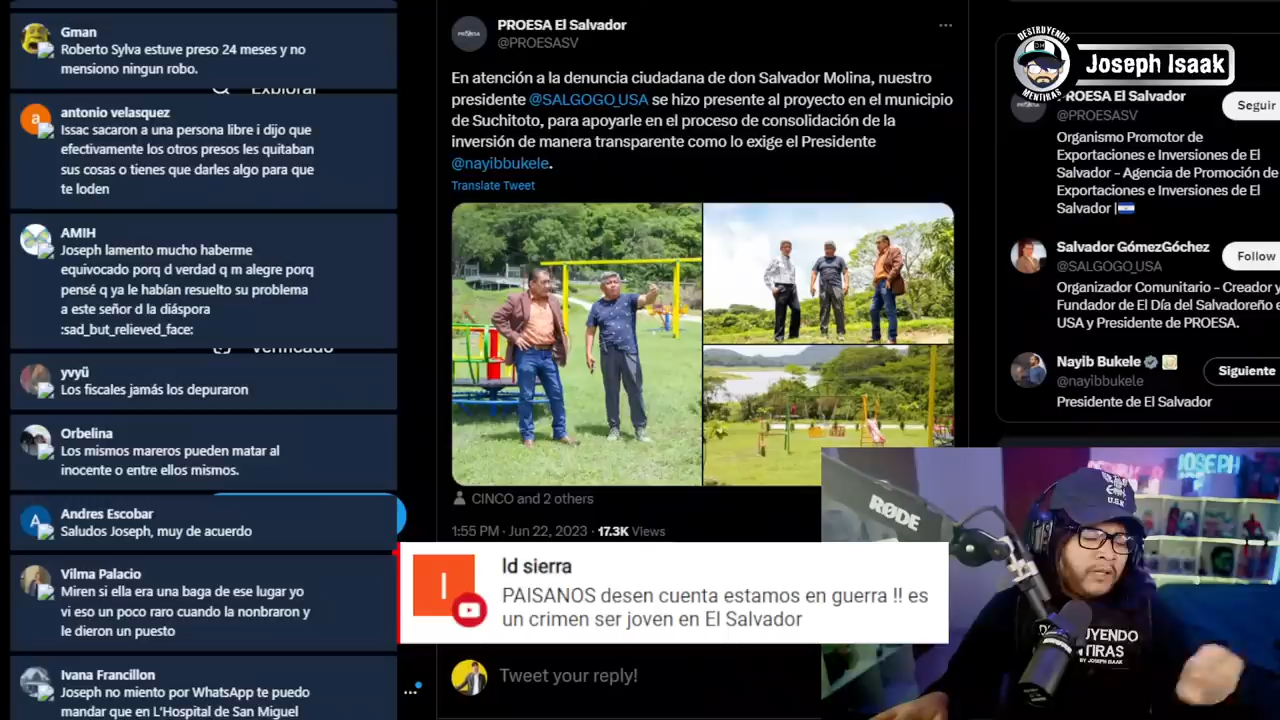 Gman
Roberto Sylva estuve preso 24 meses y no
mensiono ningun robo.
Explorar
antonio velasquez
Issac sacaron a una persona libre i dijo que
efectivamente los otros presos les quitaban
sus cosas o tienes que darles algo para que
te loden
AMIH
Joseph lamento mucho haberme
equivocado porq d verdad q m alegre porq
pensé q ya le habían resuelto su problema
a este señor d la diáspora
:sad_but_relieved_face:
Verificado
yvyü
Los fiscales jamás los depuraron
Orbelina
Los mismos mareros pueden matar al
inocente o entre ellos mismos.
A
Andres Escobar
Saludos Joseph, muy de acuerdo
Vilma Palacio
Miren si ella era una baga de ese lugar yo
vi eso un poco raro cuando la nonbraron y
le dieron un puesto
Ivana Francillon
Joseph no miento por WhatsApp te puedo
mandar que en L'Hospital de San Miguel
PROESA El Salvador
@PROESASV
En atención a la denuncia ciudadana de don Salvador Molina, nuestro
presidente @SALGOGO_USA se hizo presente al proyecto en el municipio
de Suchitoto, para apoyarle en el proceso de consolidación de la
inversión de manera transparente como lo exige el Presidente
@nayibbukele.
Translate Tweet
CINCO and 2 others
1:55 PM · Jun 22, 2023 · 17.3K Views
ld sierra
PAISANOS desen cuenta estamos en guerra !! es
un crimen ser joven en El Salvador
Tweet your reply!
DESTRUYENDO
MENTIRAS
Joseph Isaak
PROESA El Salvador
@PROESASV
Seguir
Organismo Promotor de
Exportaciones e Inversiones de El
Salvador - Agencia de Promoción de
Exportaciones e Inversiones de El
Salvador |
Salvador GómezGóchez
@SALGOGO_USA
Follow
Organizador Comunitario - Creador y
Fundador de El Día del Salvadoreño e
USA y Presidente de PROESA.
Nayib Bukele
@nayibbukele
Siguiente
Presidente de El Salvador
RØDE
JOSEPH
JOSEPH ISAAK